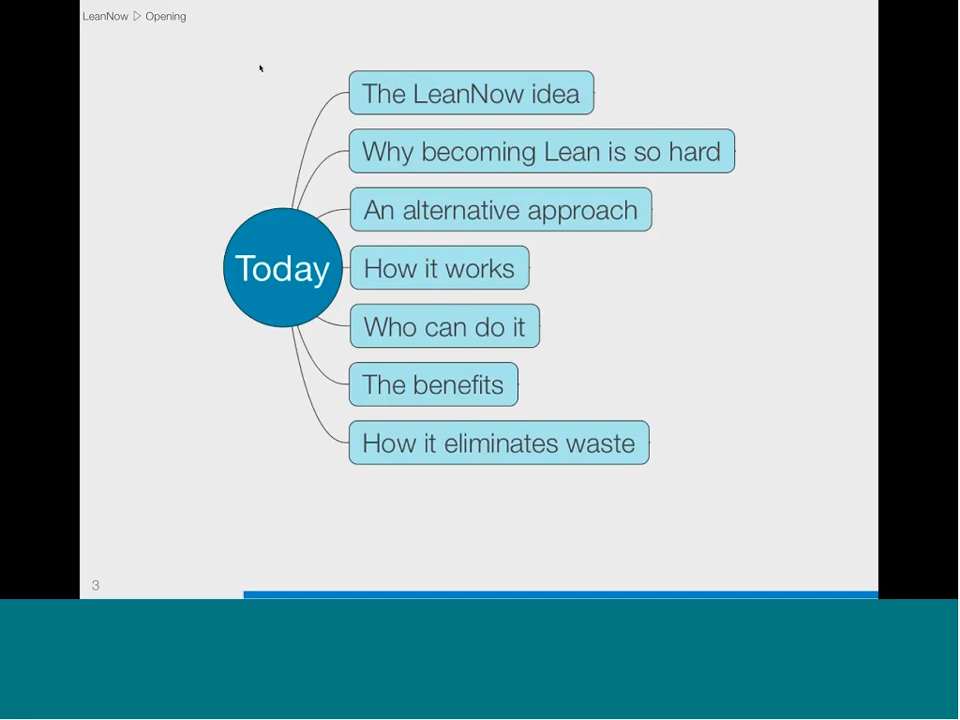 LeanNow ▷ Opening
The LeanNow idea
Why becoming Lean is so hard
An alternative approach
Today
How it works
Who can do it
The benefits
How it eliminates waste
3